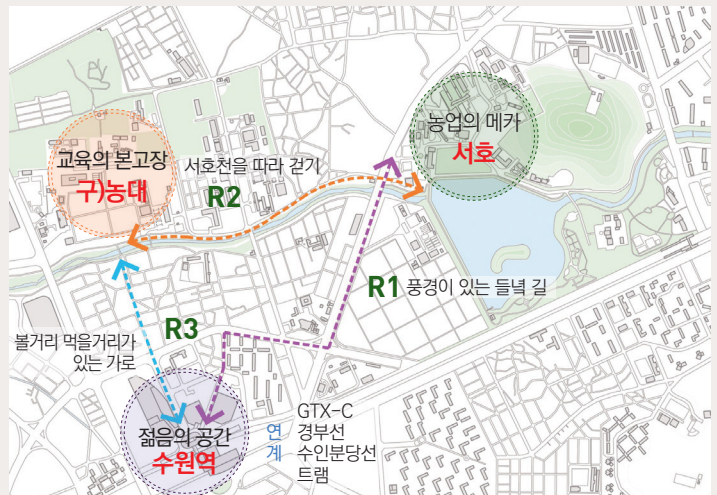 농업의 메카
서호
교육의 본고장
구)농대
서호천을 따라 걷기
R2
R1 풍경이 있는 들녘 길
R3
볼거리 먹을거리가
있는 가로
젊음의 공간
수원역
연계
GTX-C
경부선
수인분당선
트램